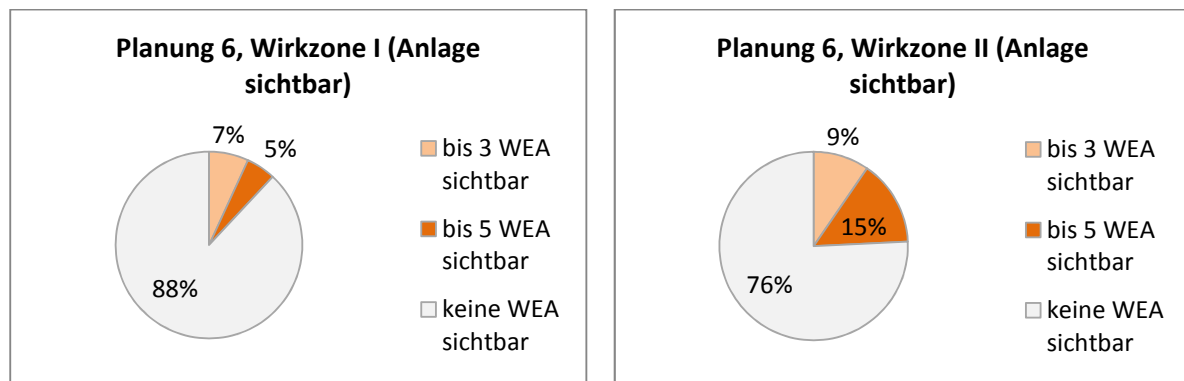 Planung 6, Wirkzone I (Anlage
sichtbar)
7%
5%
88%
bis 3 WEA
sichtbar
bis 5 WEA
sichtbar
keine WEA
sichtbar
Planung 6, Wirkzone II (Anlage
sichtbar)
9%
15%
76%
bis 3 WEA
sichtbar
bis 5 WEA
sichtbar
keine WEA
sichtbar